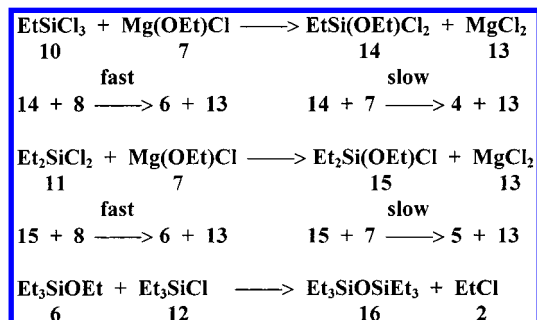 EtSiCl₃ + Mg(OEt)Cl ——> EtSi(OEt)Cl₂ + MgCl₂
10 7 14 13
fast slow
14 + 8 ——> 6 + 13 14 + 7 ——> 4 + 13
Et₂SiCl₂ + Mg(OEt)Cl ——> Et₂Si(OEt)Cl + MgCl₂
11 7 15 13
fast slow
15 + 8 ——> 6 + 13 15 + 7 ——> 5 + 13
Et₃SiOEt + Et₃SiCl ——> Et₃SiOSiEt₃ + EtCl
6 12 16 2